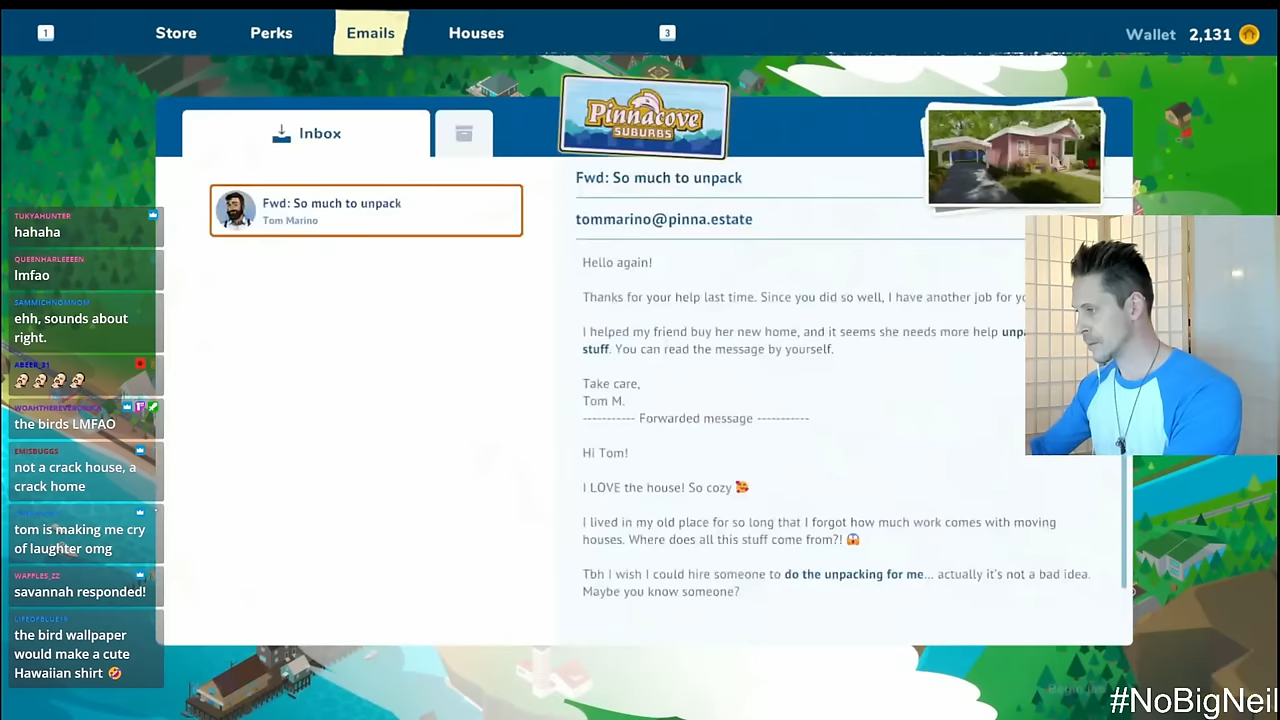 1
Store
Perks
Emails
Houses
3
Wallet 2,131
Inbox
PINNACOVE
SUBURBS
Fwd: So much to unpack
Tom Marino
Fwd: So much to unpack
tommarino@pinna.estate
Hello again!
Thanks for your help last time. Since you did so well, I have another job for
I helped my friend buy her new home, and it seems she needs more help
stuff. You can read the message by yourself.
Take care,
Tom M.
----------- Forwarded message -----------
Hi Tom!
I LOVE the house! So cozy 🥰
I lived in my old place for so long that I forgot how much work comes with moving
houses. Where does all this stuff come from?! 😱
Tbh I wish I could hire someone to do the unpacking for me... actually it's not a bad idea.
Maybe you know someone?
TUKYAHUNTER
hahaha
QUEENHARLEEEEN
lmfao
SAMMICHNOMNOM
ehh, sounds about
right.
ABEER_31
the birds LMFAO
EMISBUGGS
not a crack house, a
crack home
tom is making me cry
of laughter omg
WAFFLES_ZZ
savannah responded!
LIFEOFBLUE19
the bird wallpaper
would make a cute
Hawaiian shirt 🤣
#NoBigNeil